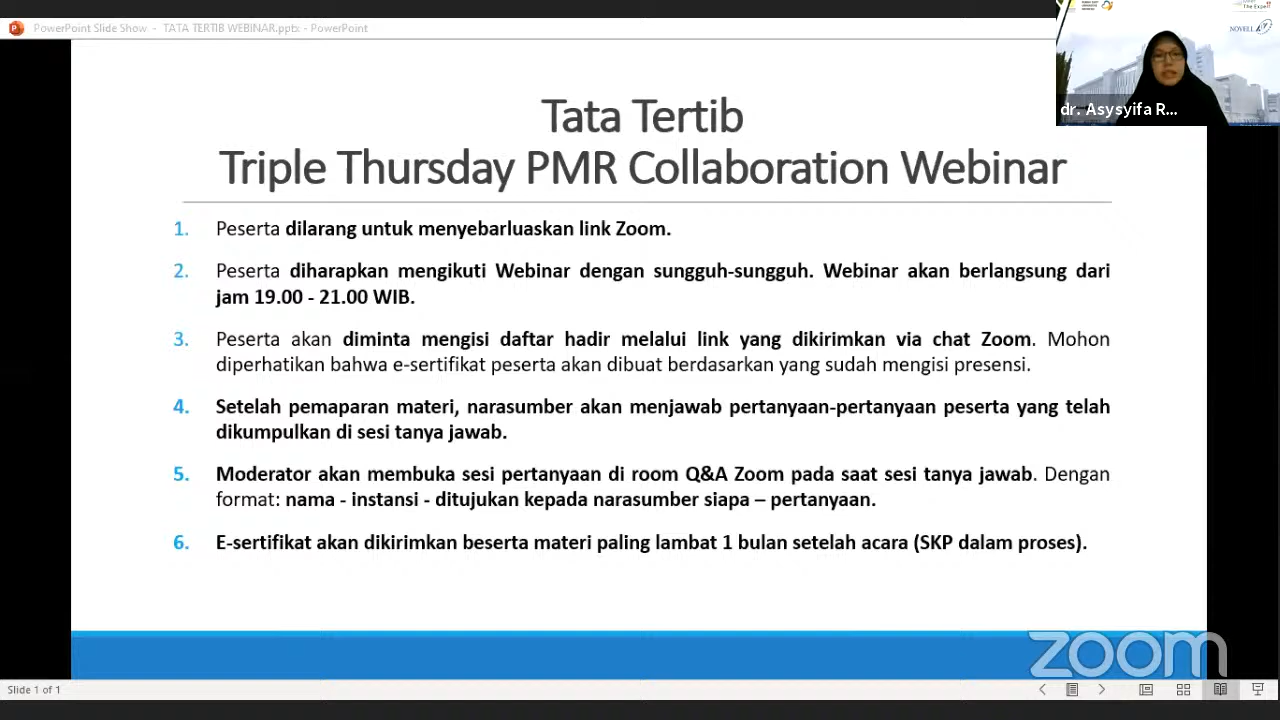 PowerPoint Slide Show - TATA TERTIB WEBINAR.pptx - PowerPoint
The Expert
NOVELL
dr. Asysyifa R...
Tata Tertib
Triple Thursday PMR Collaboration Webinar
1. Peserta dilarang untuk menyebarluaskan link Zoom.
2. Peserta diharapkan mengikuti Webinar dengan sungguh-sungguh. Webinar akan berlangsung dari
jam 19.00 - 21.00 WIB.
3. Peserta akan diminta mengisi daftar hadir melalui link yang dikirimkan via chat Zoom. Mohon
diperhatikan bahwa e-sertifikat peserta akan dibuat berdasarkan yang sudah mengisi presensi.
4. Setelah pemaparan materi, narasumber akan menjawab pertanyaan-pertanyaan peserta yang telah
dikumpulkan di sesi tanya jawab.
5. Moderator akan membuka sesi pertanyaan di room Q&A Zoom pada saat sesi tanya jawab. Dengan
format: nama - instansi - ditujukan kepada narasumber siapa – pertanyaan.
6. E-sertifikat akan dikirimkan beserta materi paling lambat 1 bulan setelah acara (SKP dalam proses).
zoom
Slide 1 of 1